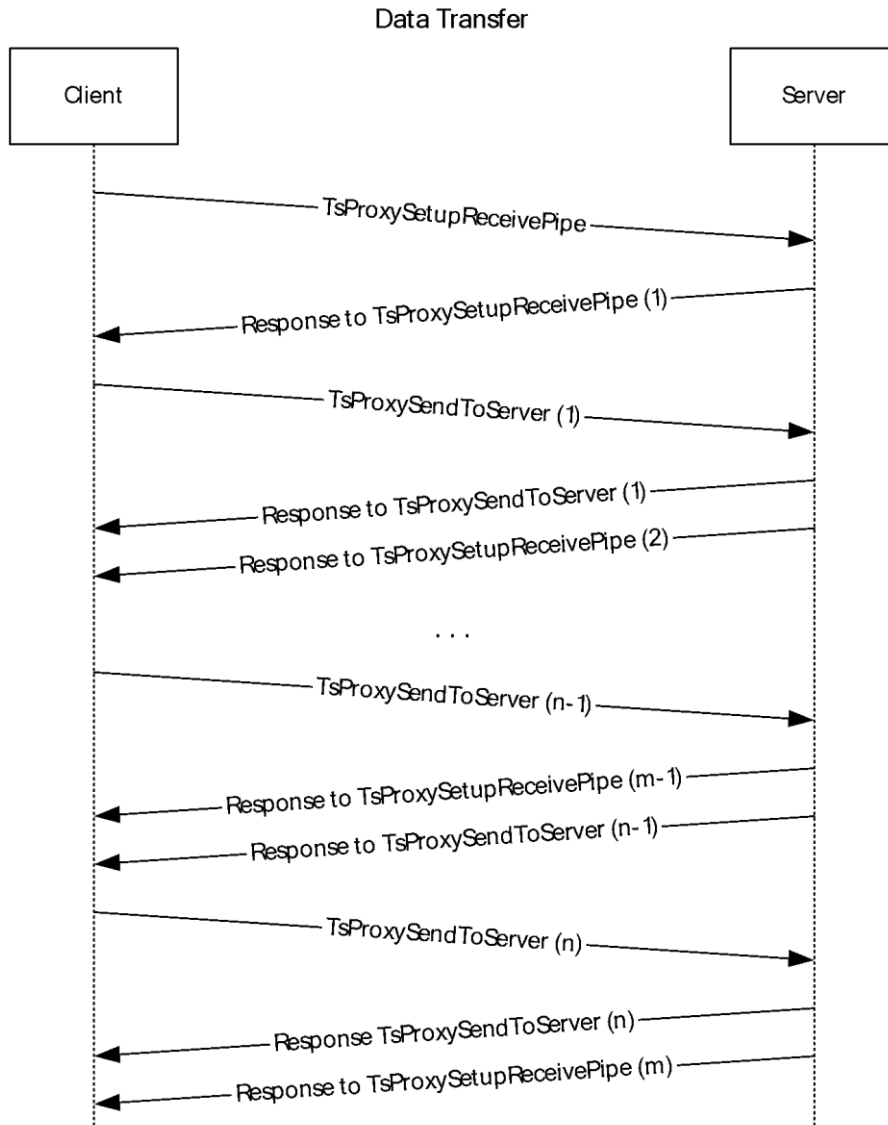 Data Transfer
Client
Server
TsProxySetupReceivePipe
Response to TsProxySetupReceivePipe (1)
TsProxySendToServer (1)
Response to TsProxySendToServer (1)
Response to TsProxySetupReceivePipe (2)
. . .
TsProxySendToServer (n-1)
Response to TsProxySetupReceivePipe (m-1)
Response to TsProxySendToServer (n-1)
TsProxySendToServer (n)
Response TsProxySendToServer (n)
Response to TsProxySetupReceivePipe (m)